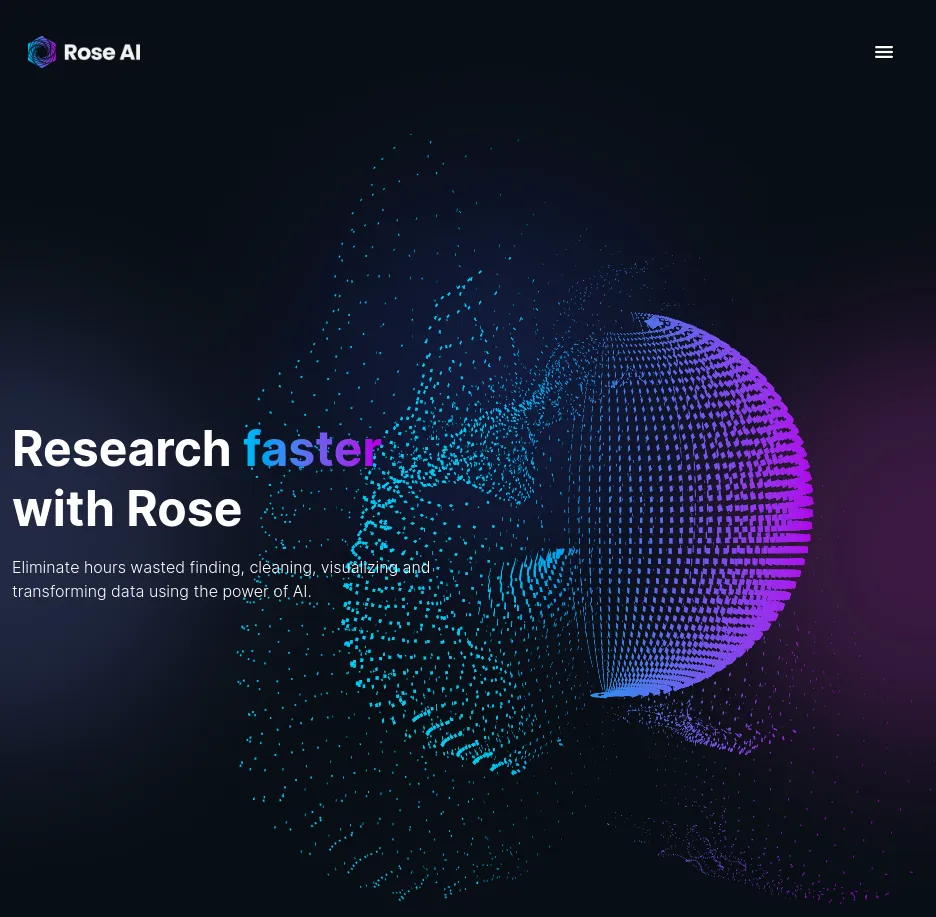 Rose AI
Research faster
with Rose
Eliminate hours wasted finding, cleaning, visualizing and
transforming data using the power of AI.